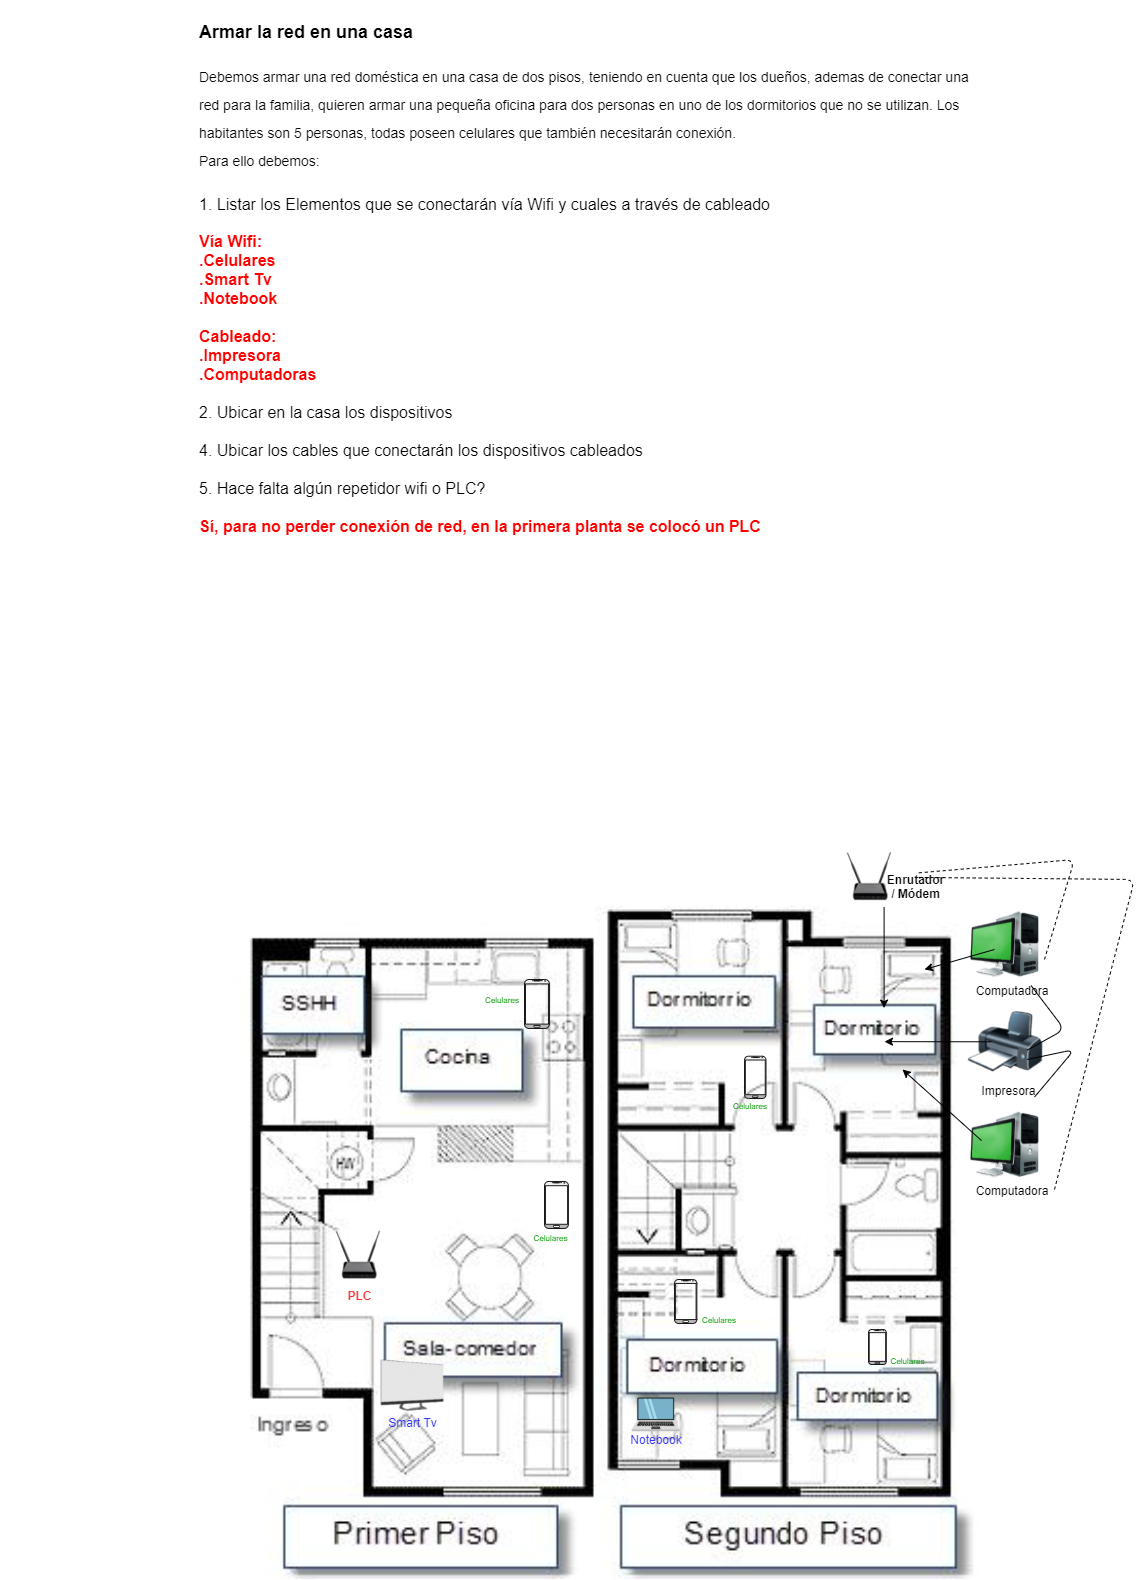 Armar la red en una casa
Debemos armar una red doméstica en una casa de dos pisos, teniendo en cuenta que los dueños, ademas de conectar una
red para la familia, quieren armar una pequeña oficina para dos personas en uno de los dormitorios que no se utilizan. Los
habitantes son 5 personas, todas poseen celulares que también necesitarán conexión.
Para ello debemos:
1. Listar los Elementos que se conectarán vía Wifi y cuales a través de cableado
Vía Wifi:
.Celulares
.Smart Tv
.Notebook
Cableado:
.Impresora
.Computadoras
2. Ubicar en la casa los dispositivos
4. Ubicar los cables que conectarán los dispositivos cableados
5. Hace falta algún repetidor wifi o PLC?
Sí, para no perder conexión de red, en la primera planta se colocó un PLC
Enrutador
/ Módem
Computadora
Impresora
Computadora
SSHH
Celulares
Cocina
HW
Celulares
PLC
Sala-comedor
Smart Tv
Ingreso
Primer Piso
Dormitorrio
Dormitorio
Celulares
Celulares
Dormitorio
Notebook
Celulares
Dormitorio
Segundo Piso